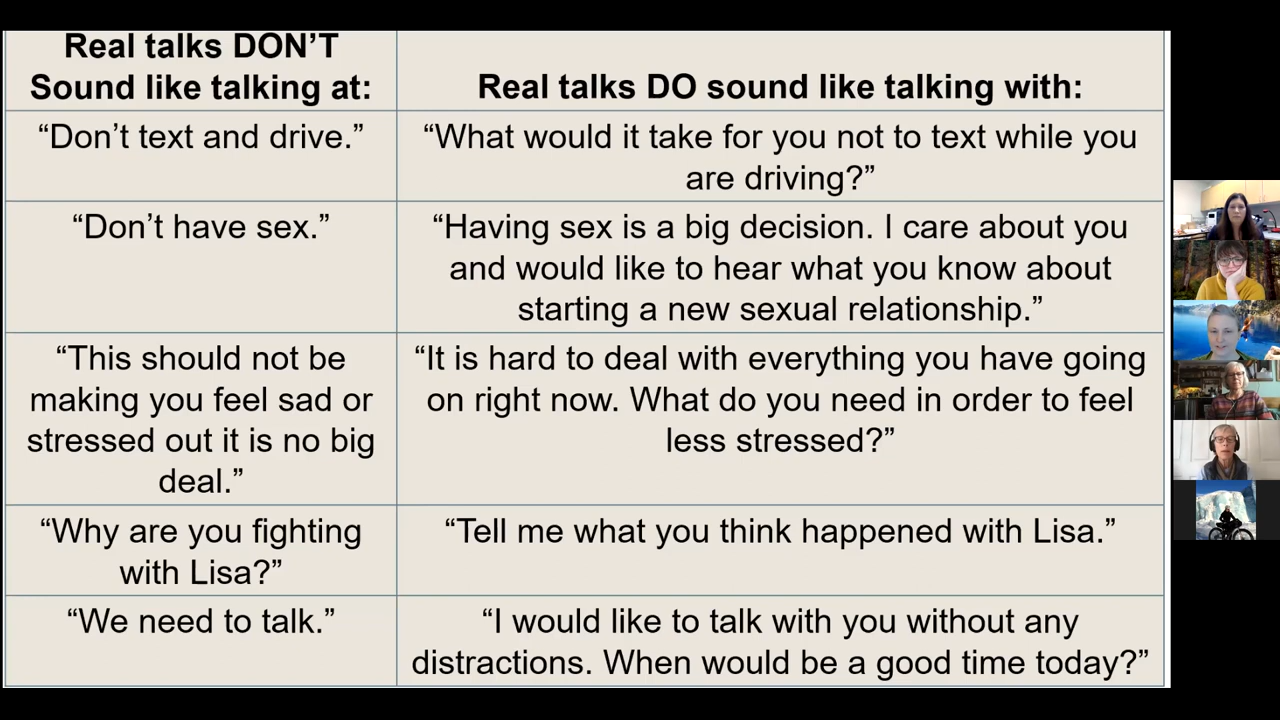 Real talks DON’T
Sound like talking at:
Real talks DO sound like talking with:
“Don’t text and drive.”
“What would it take for you not to text while you
are driving?”
“Don’t have sex.”
“Having sex is a big decision. I care about you
and would like to hear what you know about
starting a new sexual relationship.”
“This should not be
making you feel sad or
stressed out it is no big
deal.”
“It is hard to deal with everything you have going
on right now. What do you need in order to feel
less stressed?”
“Why are you fighting
with Lisa?”
“Tell me what you think happened with Lisa.”
“We need to talk.”
“I would like to talk with you without any
distractions. When would be a good time today?”